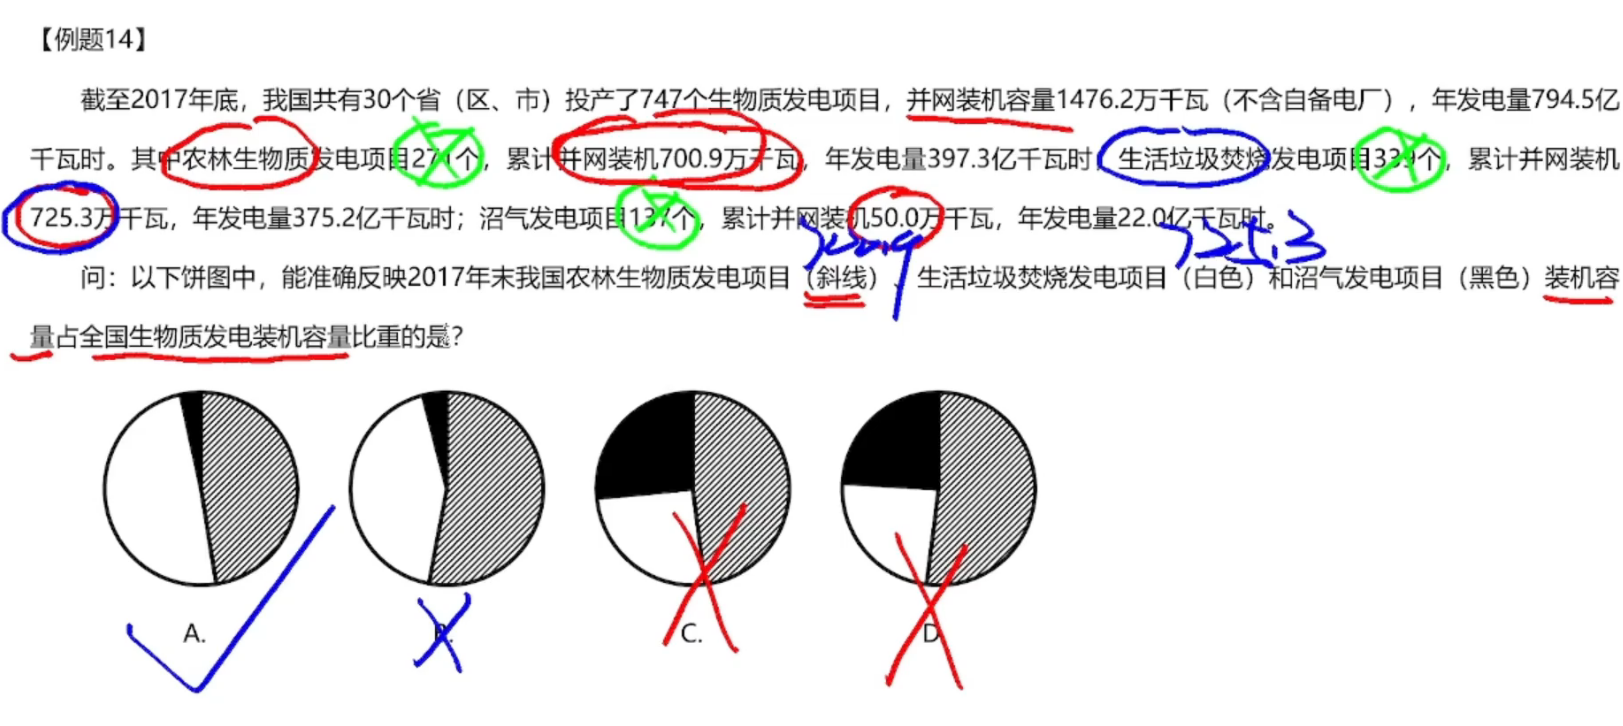 【例题14】
截至2017年底，我国共有30个省（区、市）投产了747个生物质发电项目，并网装机容量1476.2万千瓦（不含自备电厂），年发电量794.5亿
千瓦时。其中农林生物质发电项目271个，累计并网装机700.9万千瓦，年发电量397.3亿千瓦时；生活垃圾焚烧发电项目339个，累计并网装机
725.3万千瓦，年发电量375.2亿千瓦时；沼气发电项目137个，累计并网装机50.0万千瓦，年发电量22.0亿千瓦时。
700.9 725.3
问：以下饼图中，能准确反映2017年末我国农林生物质发电项目（斜线）、生活垃圾焚烧发电项目（白色）和沼气发电项目（黑色）装机容
量占全国生物质发电装机容量比重的是？
A. B. C. D